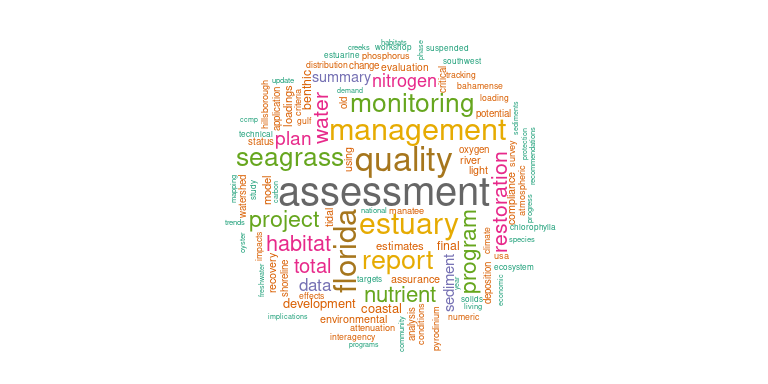 habitats
creeks
workshop
phase
suspended
estuarine
phosphorus
southwest
distribution
change
evaluation
critical
tracking
update
summary
nitrogen
bahamense
benthic
demand
loading
hillsborough
application
loadings
criteria
old
monitoring
potential
ccmp
gulf
water
management
sediments
technical
status
plan
protection
recommendations
seagrass
using
quality
oxygen
survey
river
light
mapping
watershed
study
carbon
model
assessment
restoration
compliance
atmospheric
progress
trends
project
tidal
national
manatee
florida
estuary
program
chlorophylla
species
oyster
impacts
habitat
estimates
final
climate
usa
freshwater
recovery
shoreline
total
report
sediment
ecosystem
data
targets
assurance
year
deposition
economic
effects
development
nutrient
solids
living
implications
environmental
coastal
numeric
attenuation
community
analysis
conditions
pyrodinium
interagency
programs